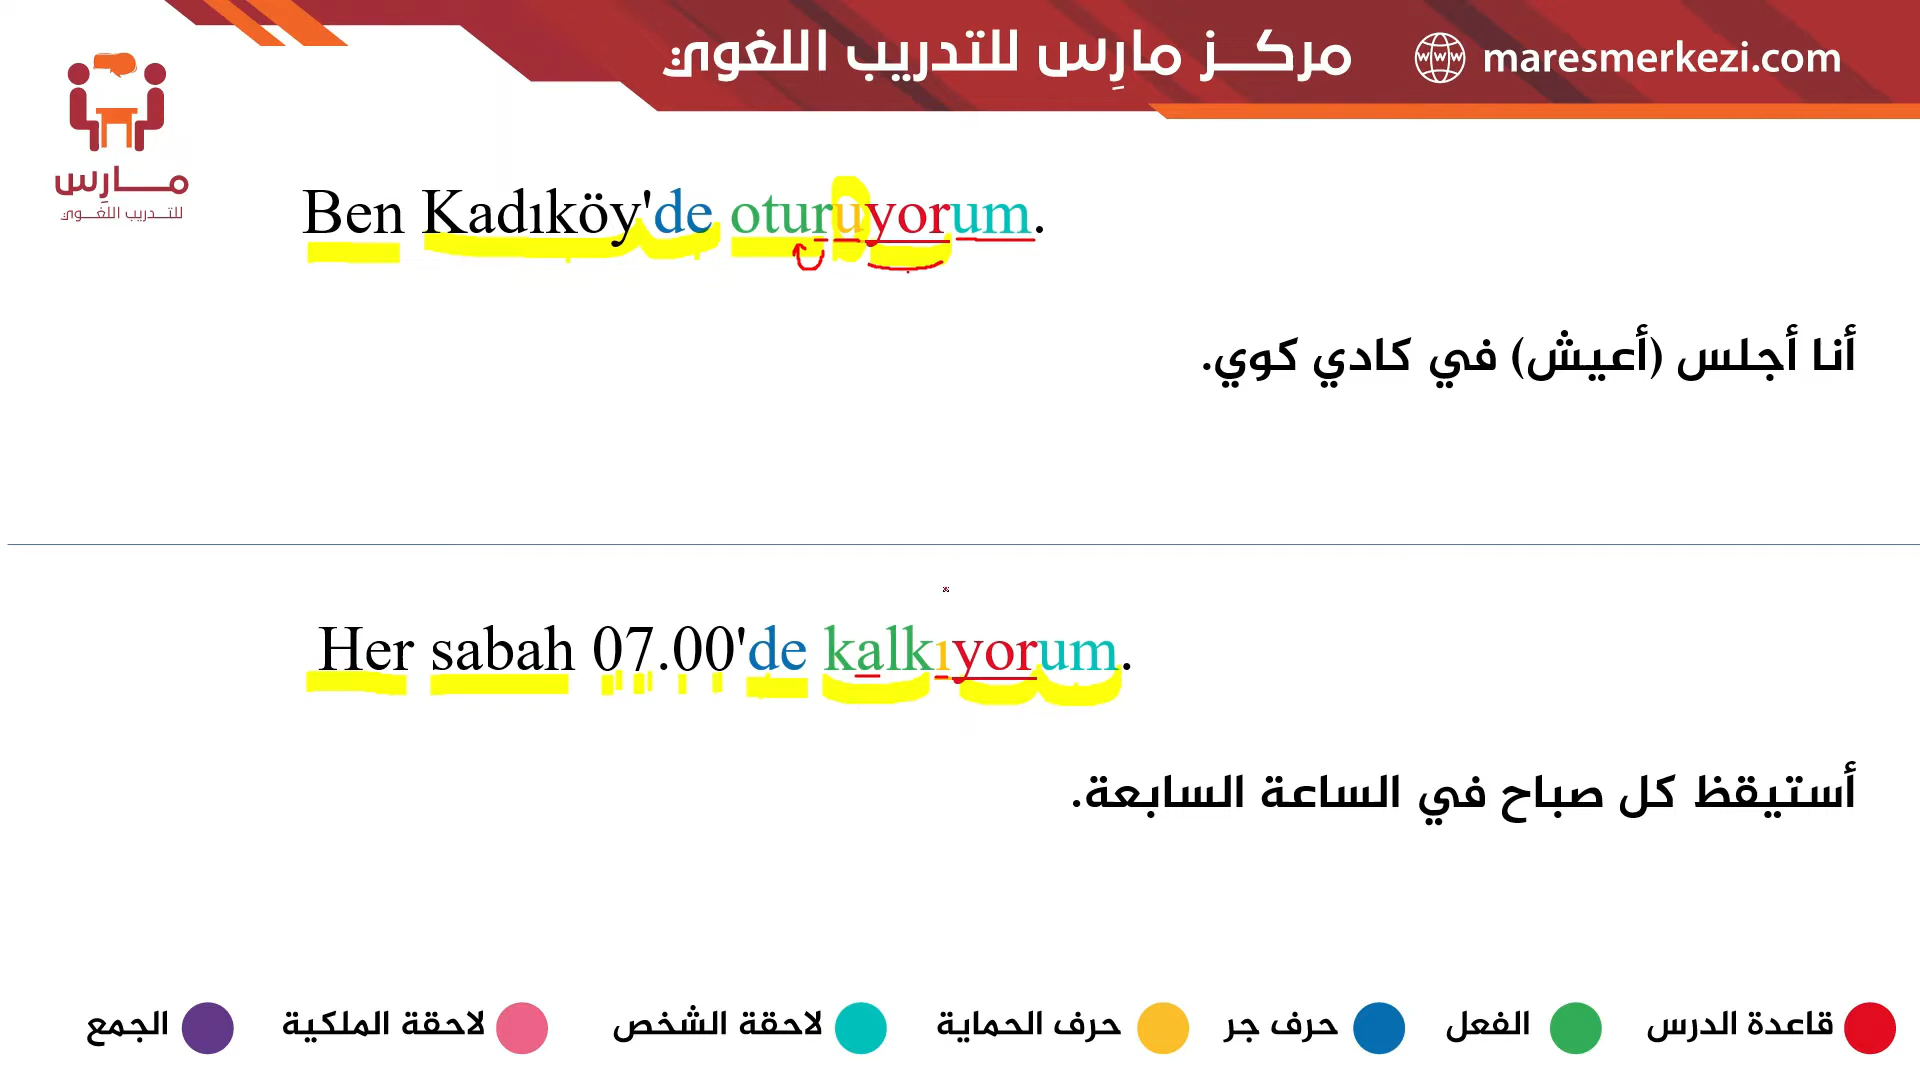 مركـــز مارِس للتدريب اللغوي
maresmerkezi.com
مـــارِس
للتـدريب اللغـــوي
Ben Kadıköy'de oturuyorum.
أنا أجلس (أعيش) في كادي كوي.
Her sabah 07.00'de kalkıyorum.
أستيقظ كل صباح في الساعة السابعة.
قاعدة الدرس الفعل حرف جر حرف الحماية لاحقة الشخص لاحقة الملكية الجمع